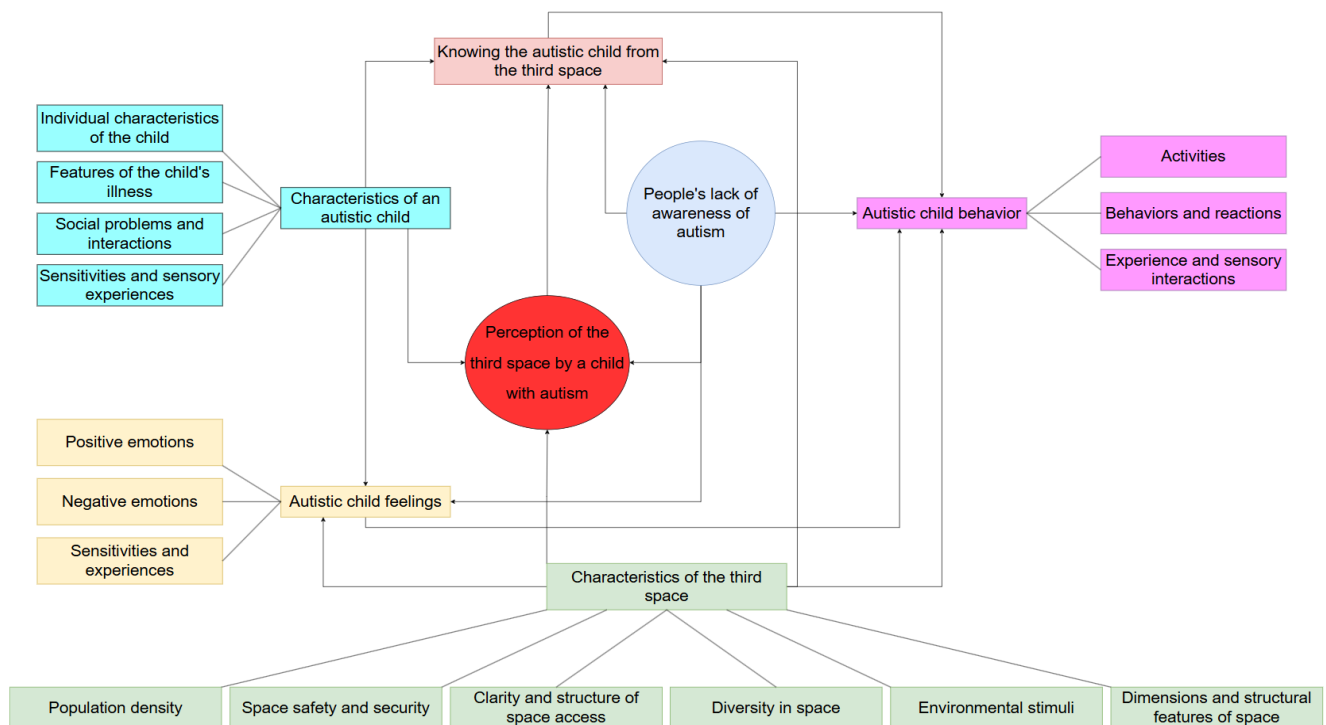 Knowing the autistic child from
the third space
Individual characteristics
of the child
Features of the child's
illness
Social problems and
interactions
Sensitivities and sensory
experiences
Characteristics of an
autistic child
People's lack of
awareness of
autism
Autistic child behavior
Activities
Behaviors and reactions
Experience and sensory
interactions
Perception of the
third space by a child
with autism
Positive emotions
Negative emotions
Sensitivities and
experiences
Autistic child feelings
Characteristics of the third
space
Population density
Space safety and security
Clarity and structure of
space access
Diversity in space
Environmental stimuli
Dimensions and structural
features of space